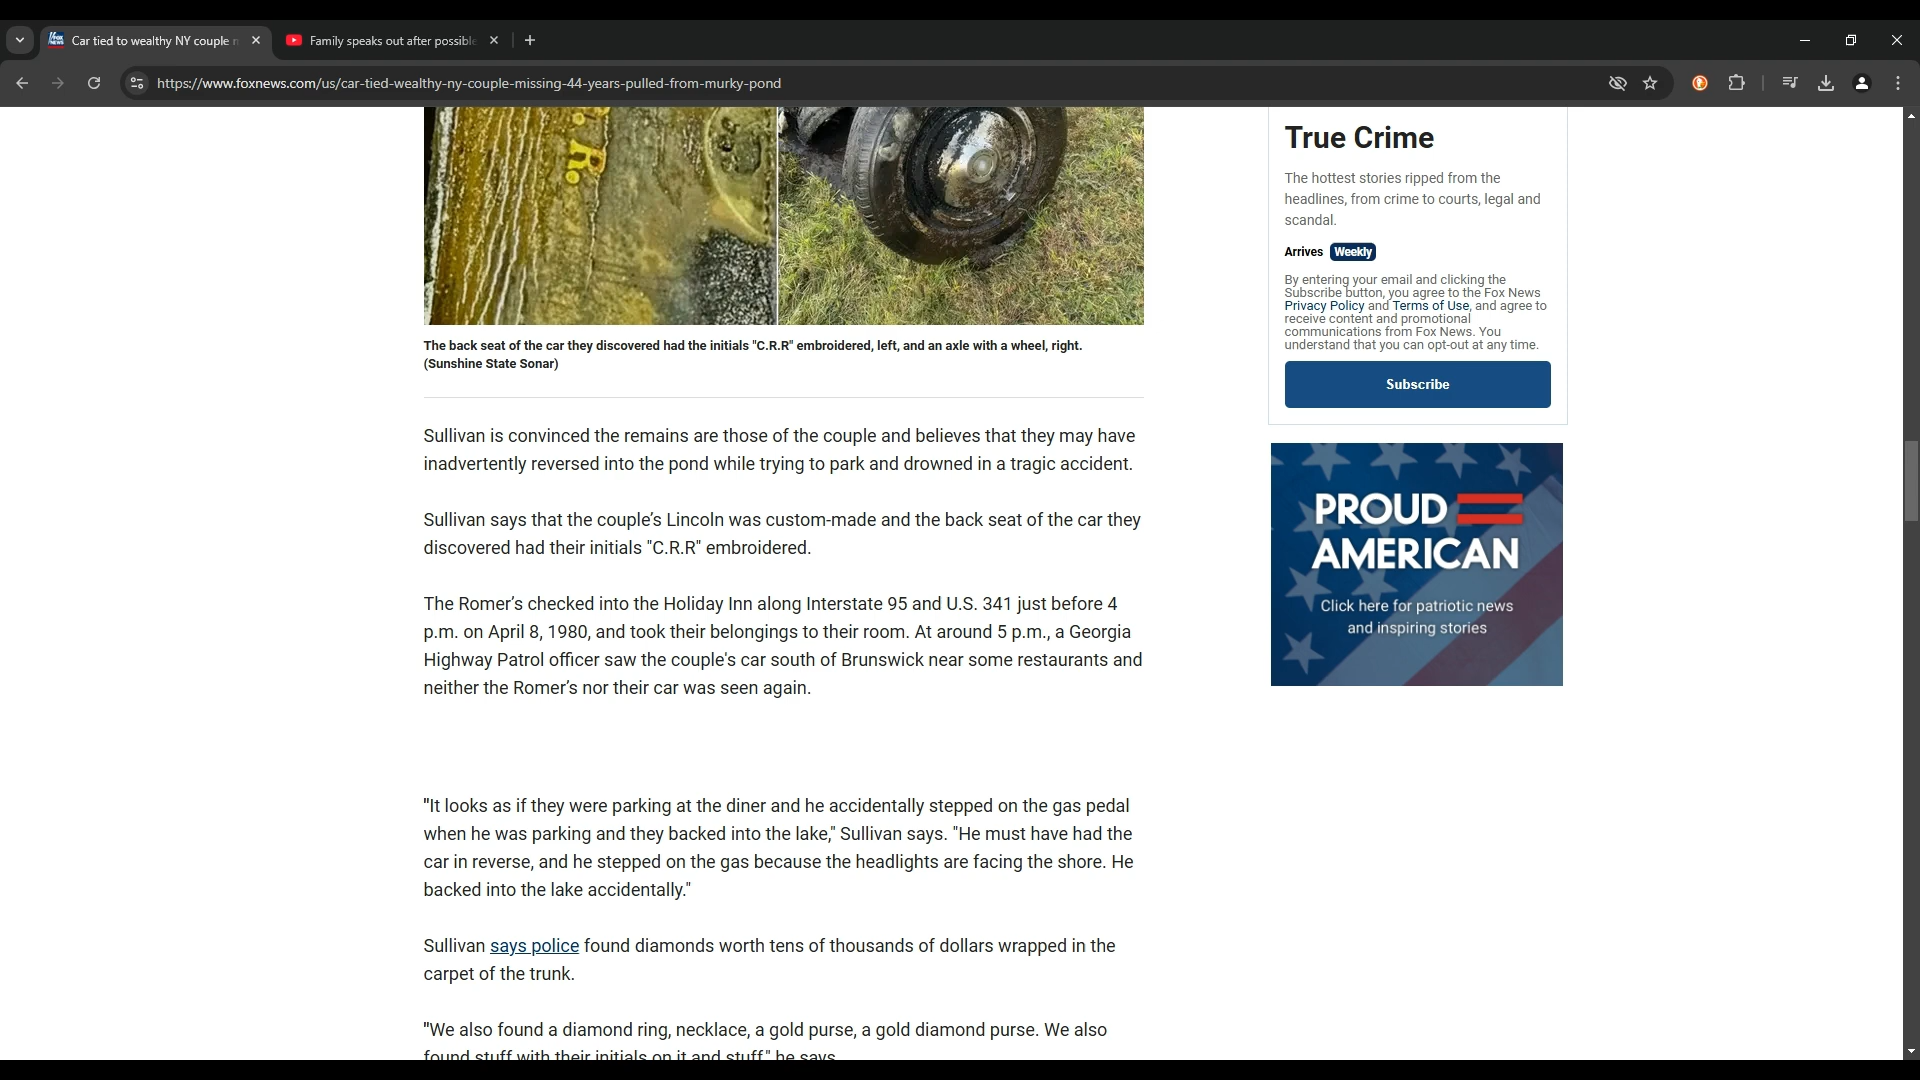 Car tied to wealthy NY couple
Family speaks out after possible
https://www.foxnews.com/us/car-tied-wealthy-ny-couple-missing-44-years-pulled-from-murky-pond
R.
The back seat of the car they discovered had the initials "C.R.R" embroidered, left, and an axle with a wheel, right.
(Sunshine State Sonar)
Sullivan is convinced the remains are those of the couple and believes that they may have
inadvertently reversed into the pond while trying to park and drowned in a tragic accident.
Sullivan says that the couple’s Lincoln was custom-made and the back seat of the car they
discovered had their initials "C.R.R" embroidered.
The Romer’s checked into the Holiday Inn along Interstate 95 and U.S. 341 just before 4
p.m. on April 8, 1980, and took their belongings to their room. At around 5 p.m., a Georgia
Highway Patrol officer saw the couple's car south of Brunswick near some restaurants and
neither the Romer’s nor their car was seen again.
"It looks as if they were parking at the diner and he accidentally stepped on the gas pedal
when he was parking and they backed into the lake," Sullivan says. "He must have had the
car in reverse, and he stepped on the gas because the headlights are facing the shore. He
backed into the lake accidentally."
Sullivan says police found diamonds worth tens of thousands of dollars wrapped in the
carpet of the trunk.
"We also found a diamond ring, necklace, a gold purse, a gold diamond purse. We also
found stuff with their initials on it and stuff," he says
True Crime
The hottest stories ripped from the
headlines, from crime to courts, legal and
scandal.
Arrives Weekly
By entering your email and clicking the
Subscribe button, you agree to the Fox News
Privacy Policy and Terms of Use, and agree to
receive content and promotional
communications from Fox News. You
understand that you can opt-out at any time.
Subscribe
PROUD
AMERICAN
Click here for patriotic news
and inspiring stories